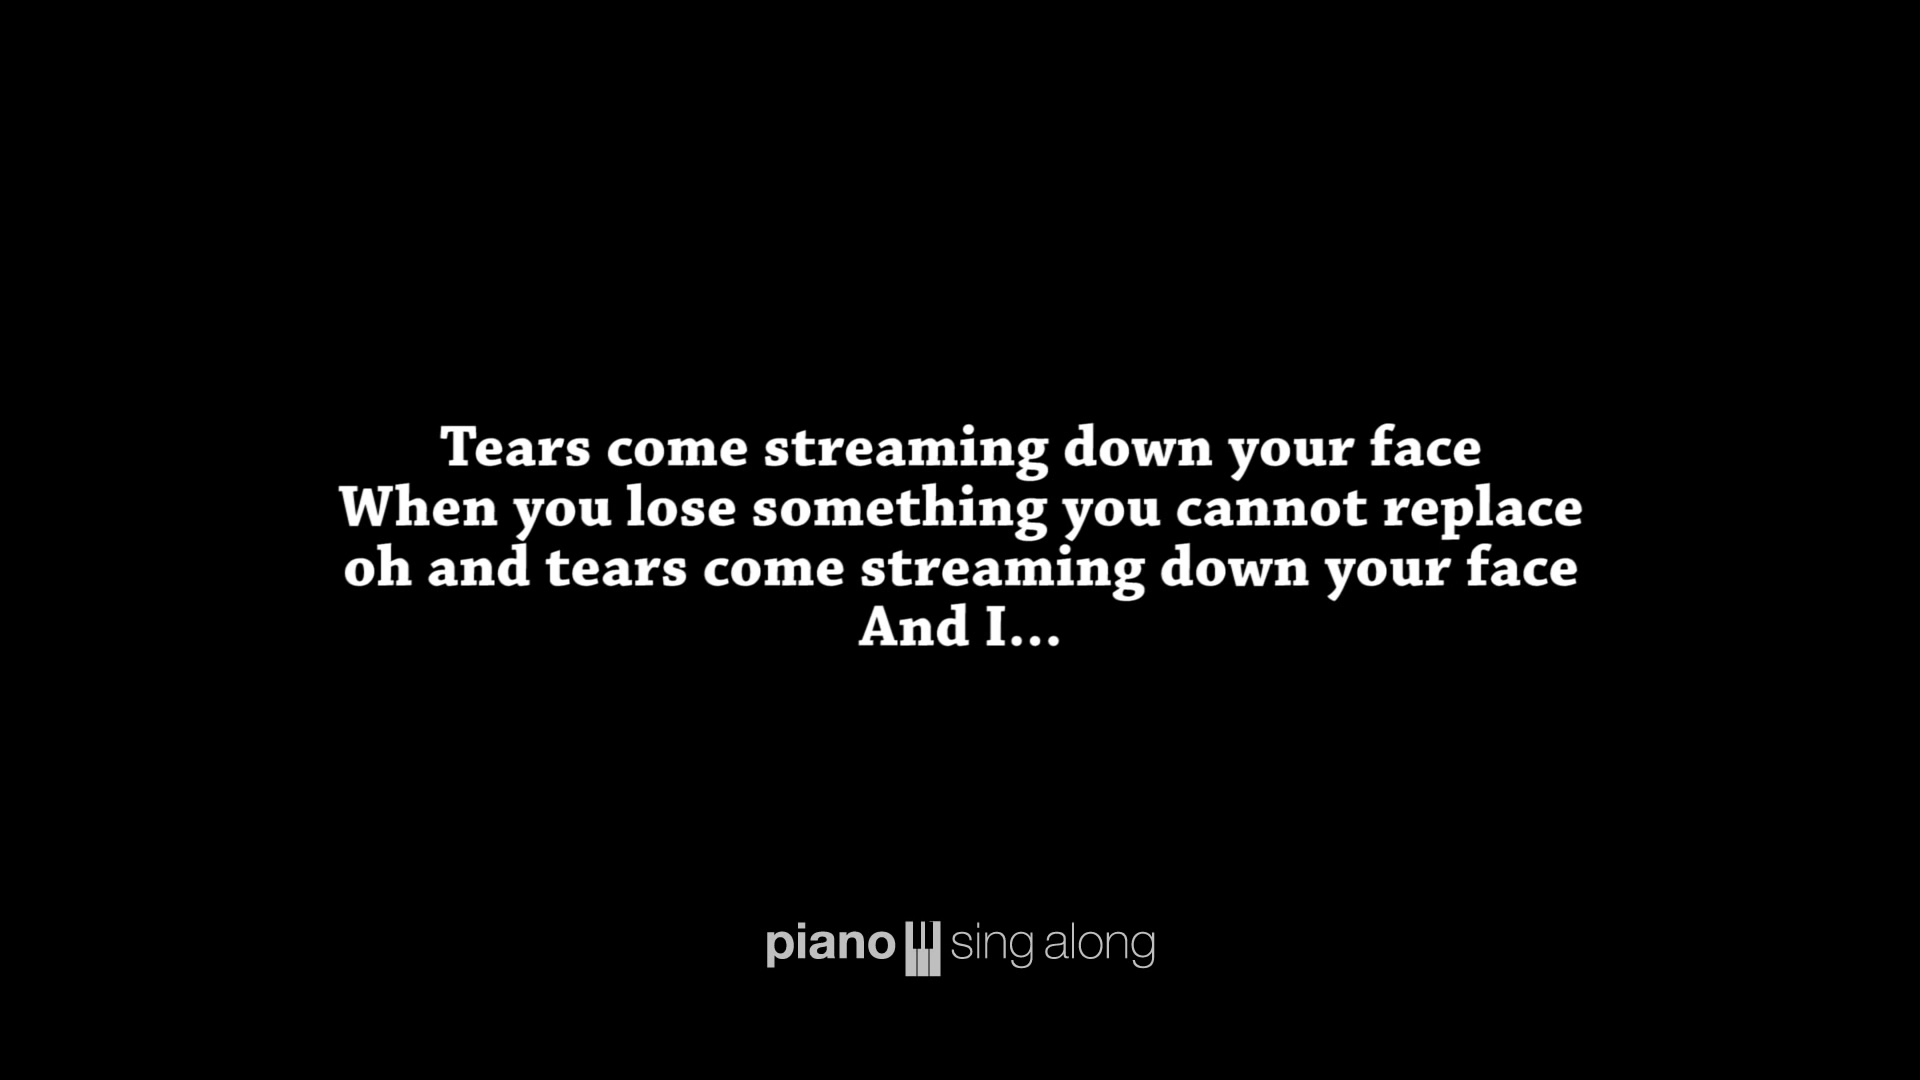 Tears come streaming down your face
When you lose something you cannot replace
oh and tears come streaming down your face
And I...
piano sing along